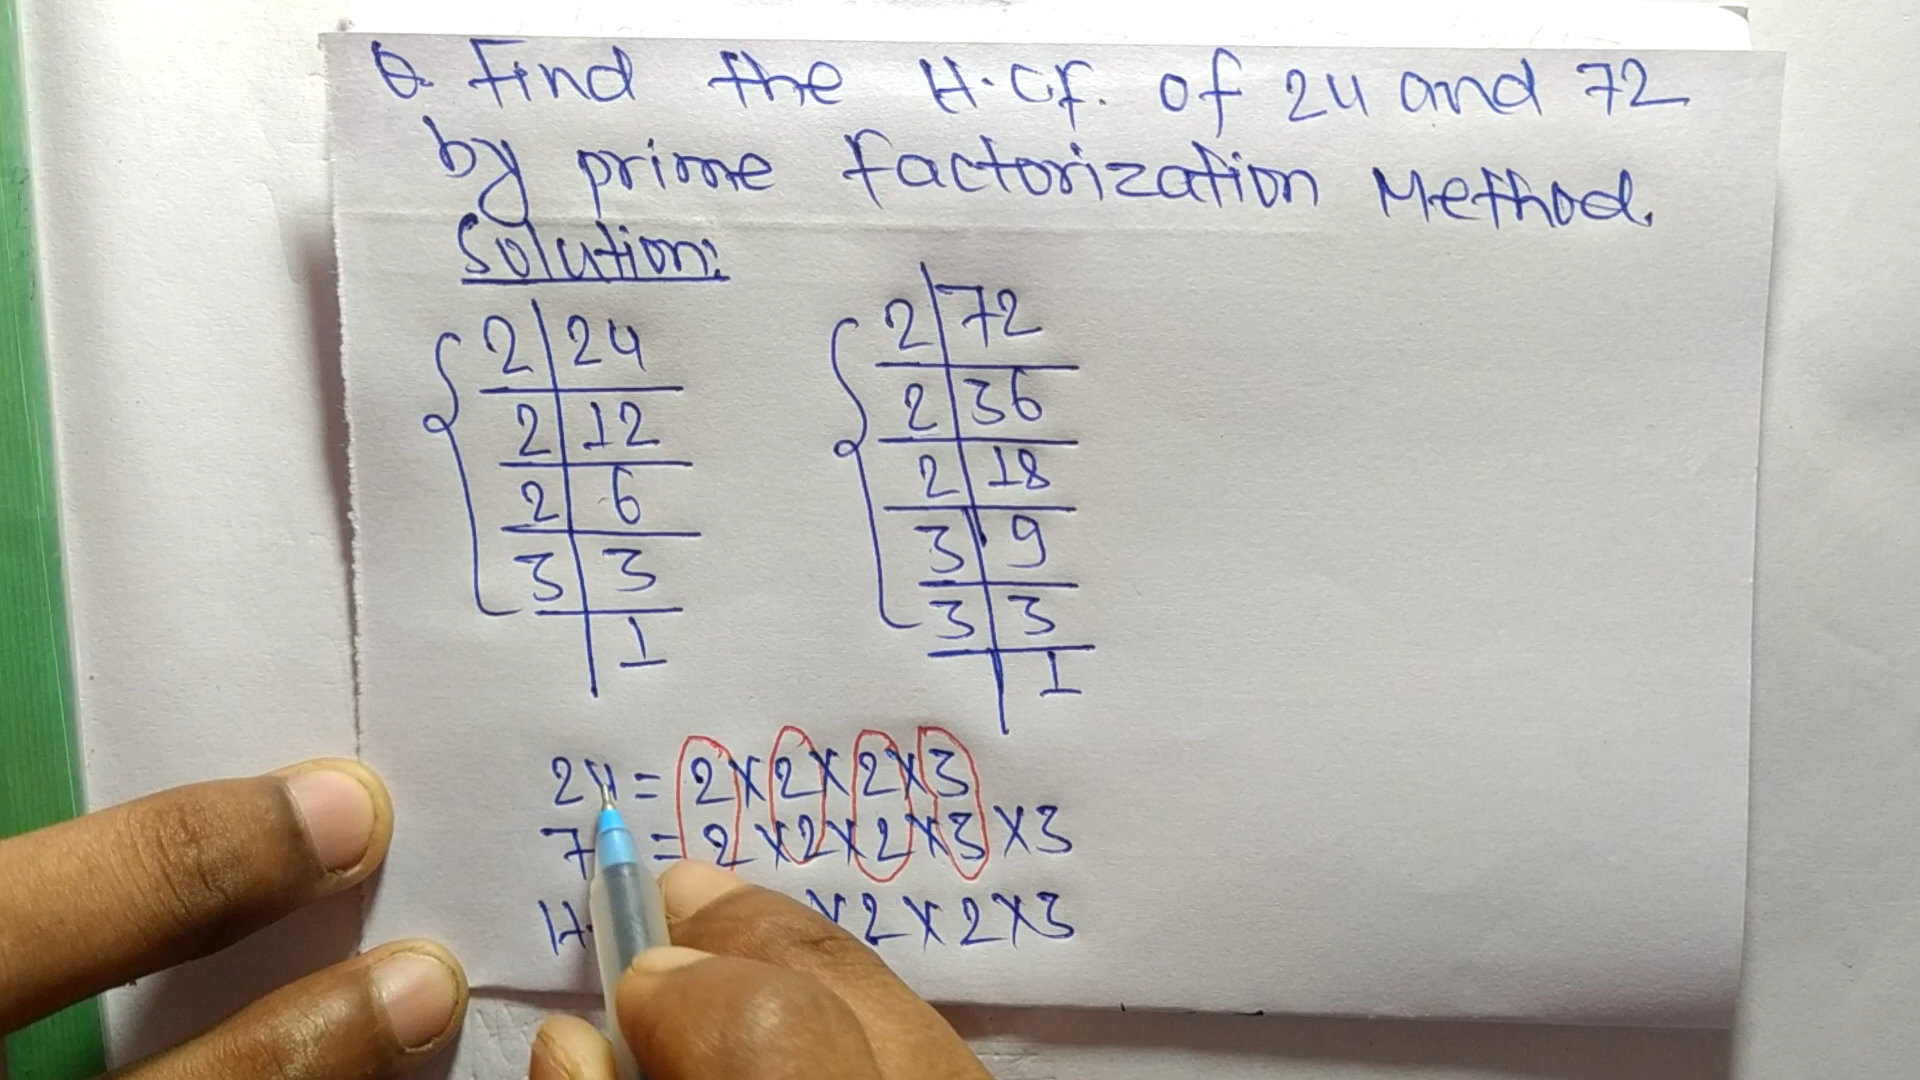 Q. Find the H.C.f. of 24 and 72
by prime factorization Method.
Solution:
2 | 24
2 | 12
2 | 6
3 | 3
1
2 | 72
2 | 36
2 | 18
3 | 9
3 | 3
1
24 = 2×2×2×3
7 = 2×2×2×3×3
H. ×2×2×3